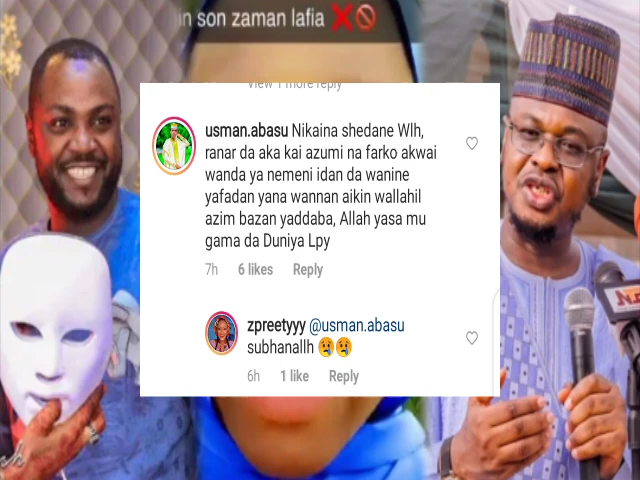 in son zaman lafia ❌🚫
View 1 more reply
usman.abasu Nikaina shedane Wlh,
ranar da aka kai azumi na farko akwai
wanda ya nemeni idan da wanine
yafadan yana wannan aikin wallahil
azim bazan yaddaba, Allah yasa mu
gama da Duniya Lpy
7h 6 likes Reply
zpreetyyy @usman.abasu
subhanallh 😢😢
6h 1 like Reply